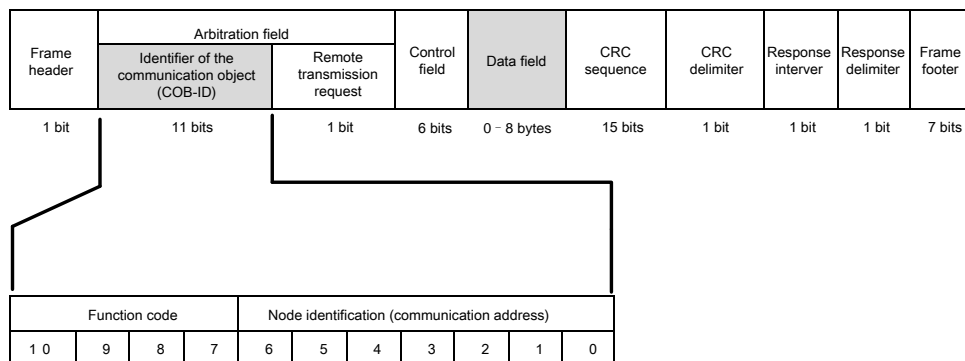 Frame
header
Arbitration field
Identifier of the
communication object
(COB-ID)
Remote
transmission
request
Control
field
Data field
CRC
sequence
CRC
delimiter
Response
interver
Response
delimiter
Frame
footer
1 bit
11 bits
1 bit
6 bits
0–8 bytes
15 bits
1 bit
1 bit
1 bit
7 bits
Function code
Node identification (communication address)
1 0
9
8
7
6
5
4
3
2
1
0